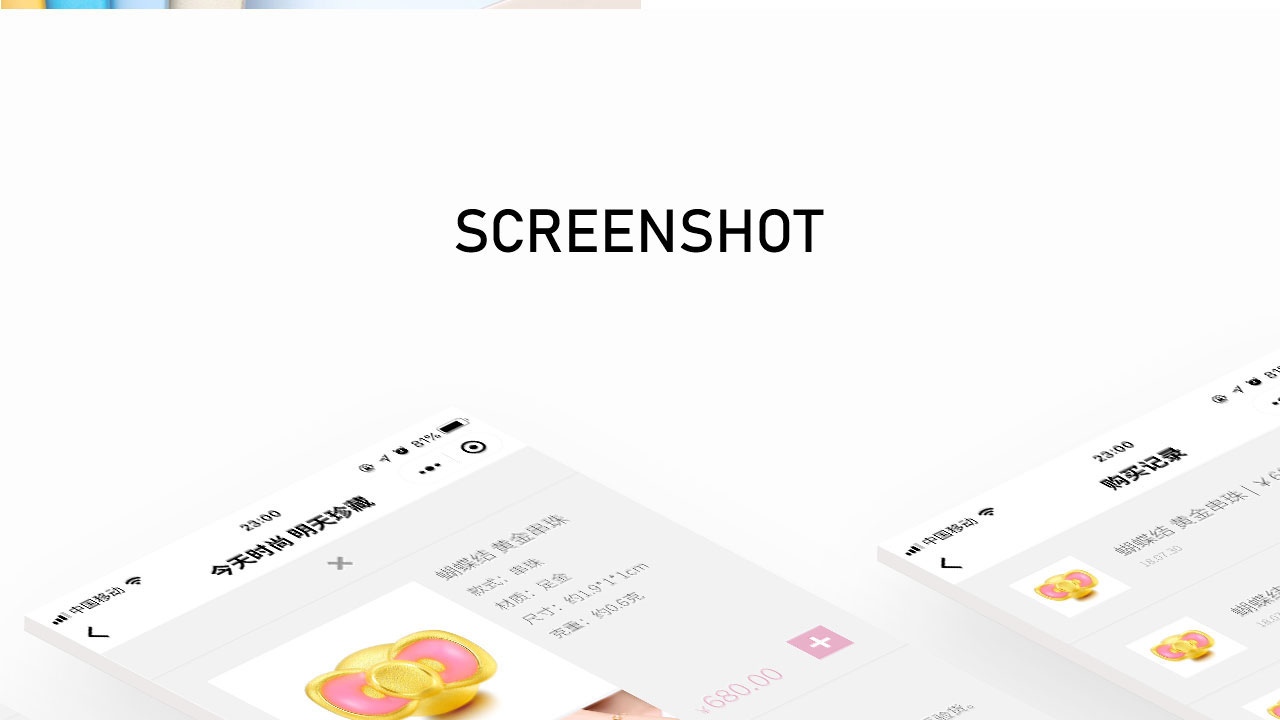 SCREENSHOT
中国移动
23:00
81%
今天时尚 明天珍藏
蝴蝶结 黄金串珠
款式：串珠
材质：足金
尺寸：约1.9*1*1cm
克重：约0.6克
¥680.00
验货。
中国移动
23:00
购买记录
蝴蝶结 黄金串珠 | 大
18.07.30
蝴蝶结